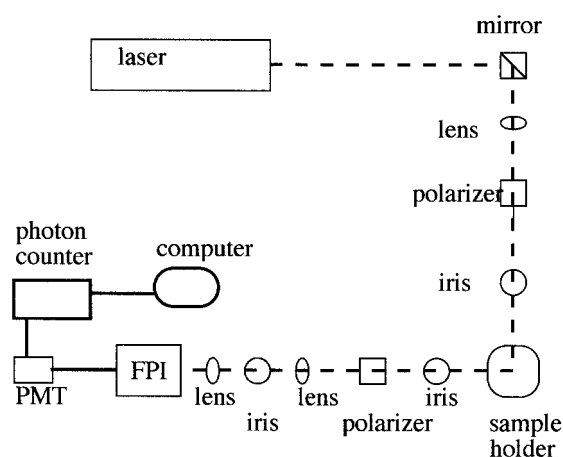 mirror
laser
lens
polarizer
photon
counter
computer
iris
FPI
PMT
lens
iris
lens
polarizer
iris
sample
holder